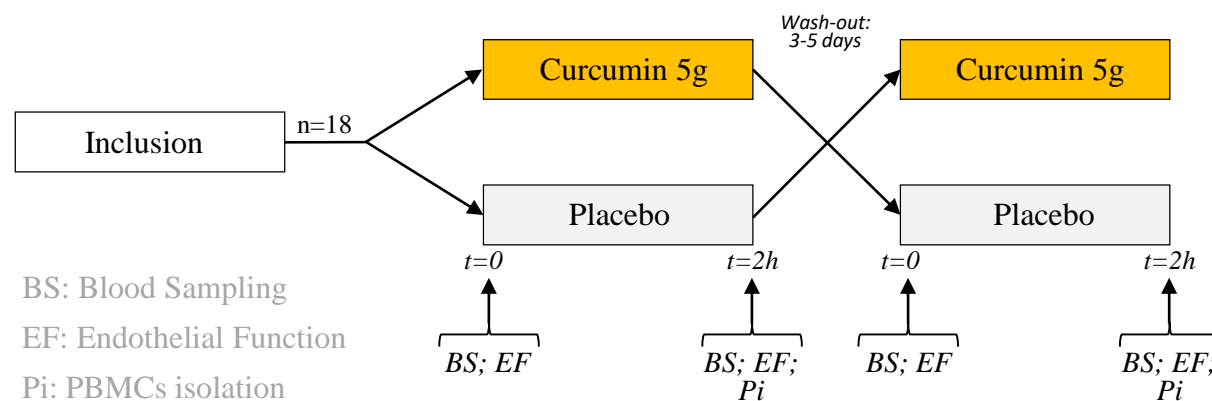 Wash-out:
3-5 days
Curcumin 5g
Curcumin 5g
Inclusion
n=18
Placebo
Placebo
t=0
t=2h
t=0
t=2h
BS: Blood Sampling
EF: Endothelial Function
Pi: PBMCs isolation
BS; EF
BS; EF;
Pi
BS; EF
BS; EF;
Pi